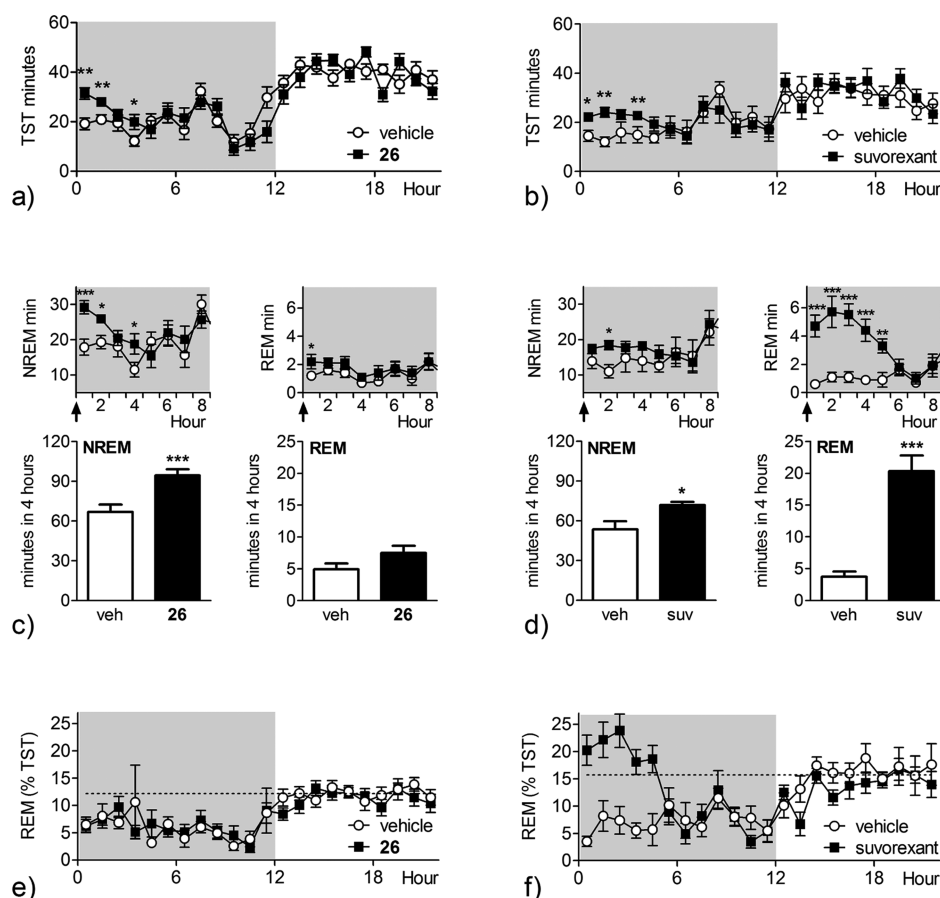 60
40
20
0
TST minutes
** ** *
vehicle
26
0 6 12 18 Hour
a)
60
40
20
0
TST minutes
* ** **
vehicle
suvorexant
0 6 12 18 Hour
b)
30
20
10
NREM min
*** * *
2 4 6 8
Hour
6
4
2
0
REM min
*
2 4 6 8
Hour
120
90
60
30
0
minutes in 4 hours
NREM
***
veh 26
25
20
15
10
5
0
minutes in 4 hours
REM
veh 26
c)
30
20
10
NREM min
*
2 4 6 8
Hour
6
4
2
0
REM min
*** *** *** *** **
2 4 6 8
Hour
120
90
60
30
0
minutes in 4 hours
NREM
*
veh suv
25
20
15
10
5
0
minutes in 4 hours
REM
***
veh suv
d)
25
20
15
10
5
0
REM (% TST)
vehicle
26
0 6 12 18 Hour
e)
25
20
15
10
5
0
REM (% TST)
vehicle
suvorexant
0 6 12 18 Hour
f)